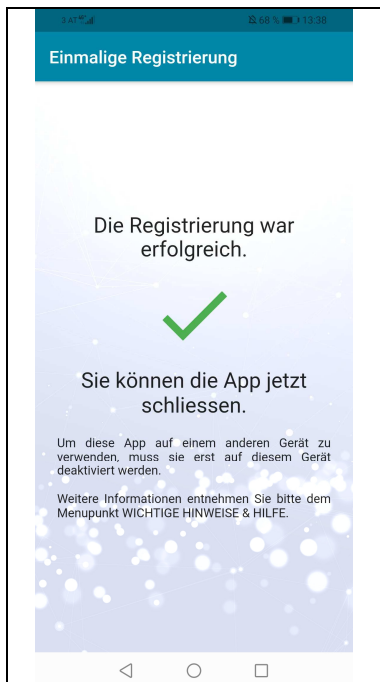 3 AT 68 % 13:38
Einmalige Registrierung
Die Registrierung war
erfolgreich.
Sie können die App jetzt
schliessen.
Um diese App auf einem anderen Gerät zu
verwenden, muss sie erst auf diesem Gerät
deaktiviert werden.
Weitere Informationen entnehmen Sie bitte dem
Menupunkt WICHTIGE HINWEISE & HILFE.